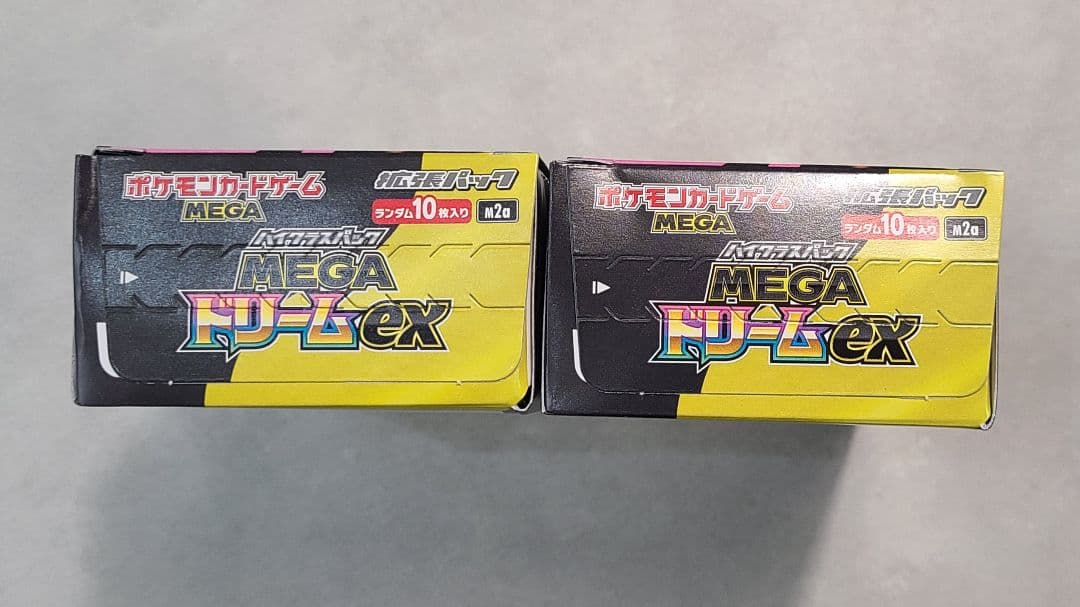 ポケモンカードゲーム
MEGA
拡張パック
ランダム10枚入り
M2a
ハイクラスパック
MEGA
ドリームex
ポケモンカードゲーム
MEGA
拡張パック
ランダム10枚入り
M2a
ハイクラスパック
MEGA
ドリームex